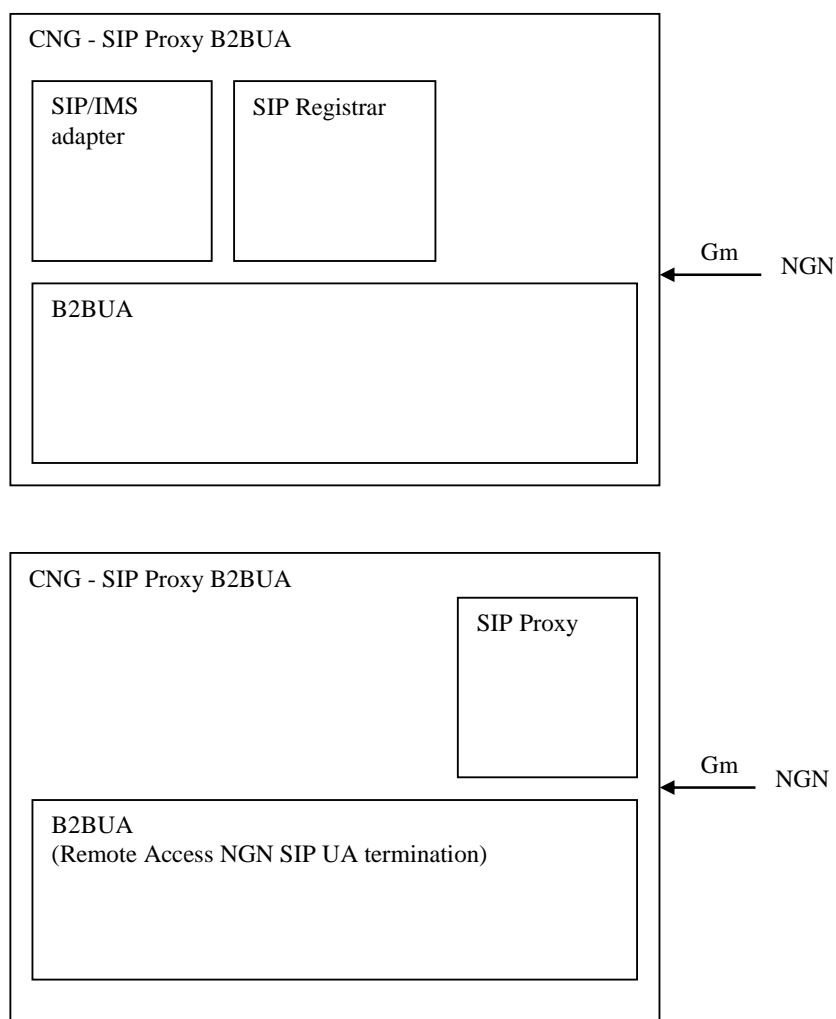 CNG - SIP Proxy B2BUA
SIP/IMS
adapter
SIP Registrar
Gm
NGN
B2BUA
CNG - SIP Proxy B2BUA
SIP Proxy
Gm
NGN
B2BUA
(Remote Access NGN SIP UA termination)